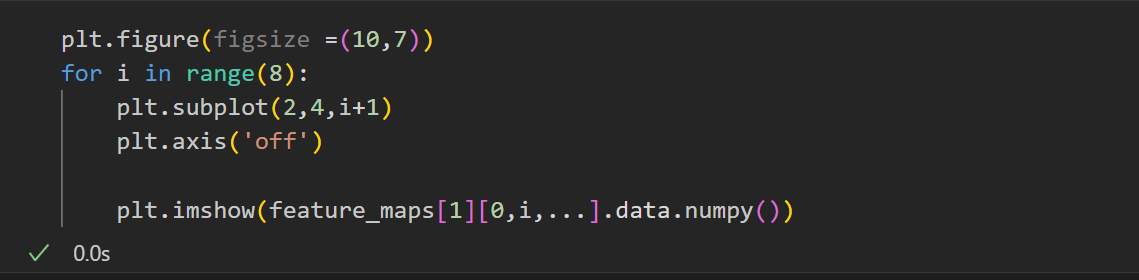 plt.figure(figsize =(10,7))
for i in range(8):
    plt.subplot(2,4,i+1)
    plt.axis('off')

    plt.imshow(feature_maps[1][0,i,...].data.numpy())
✓ 0.0s